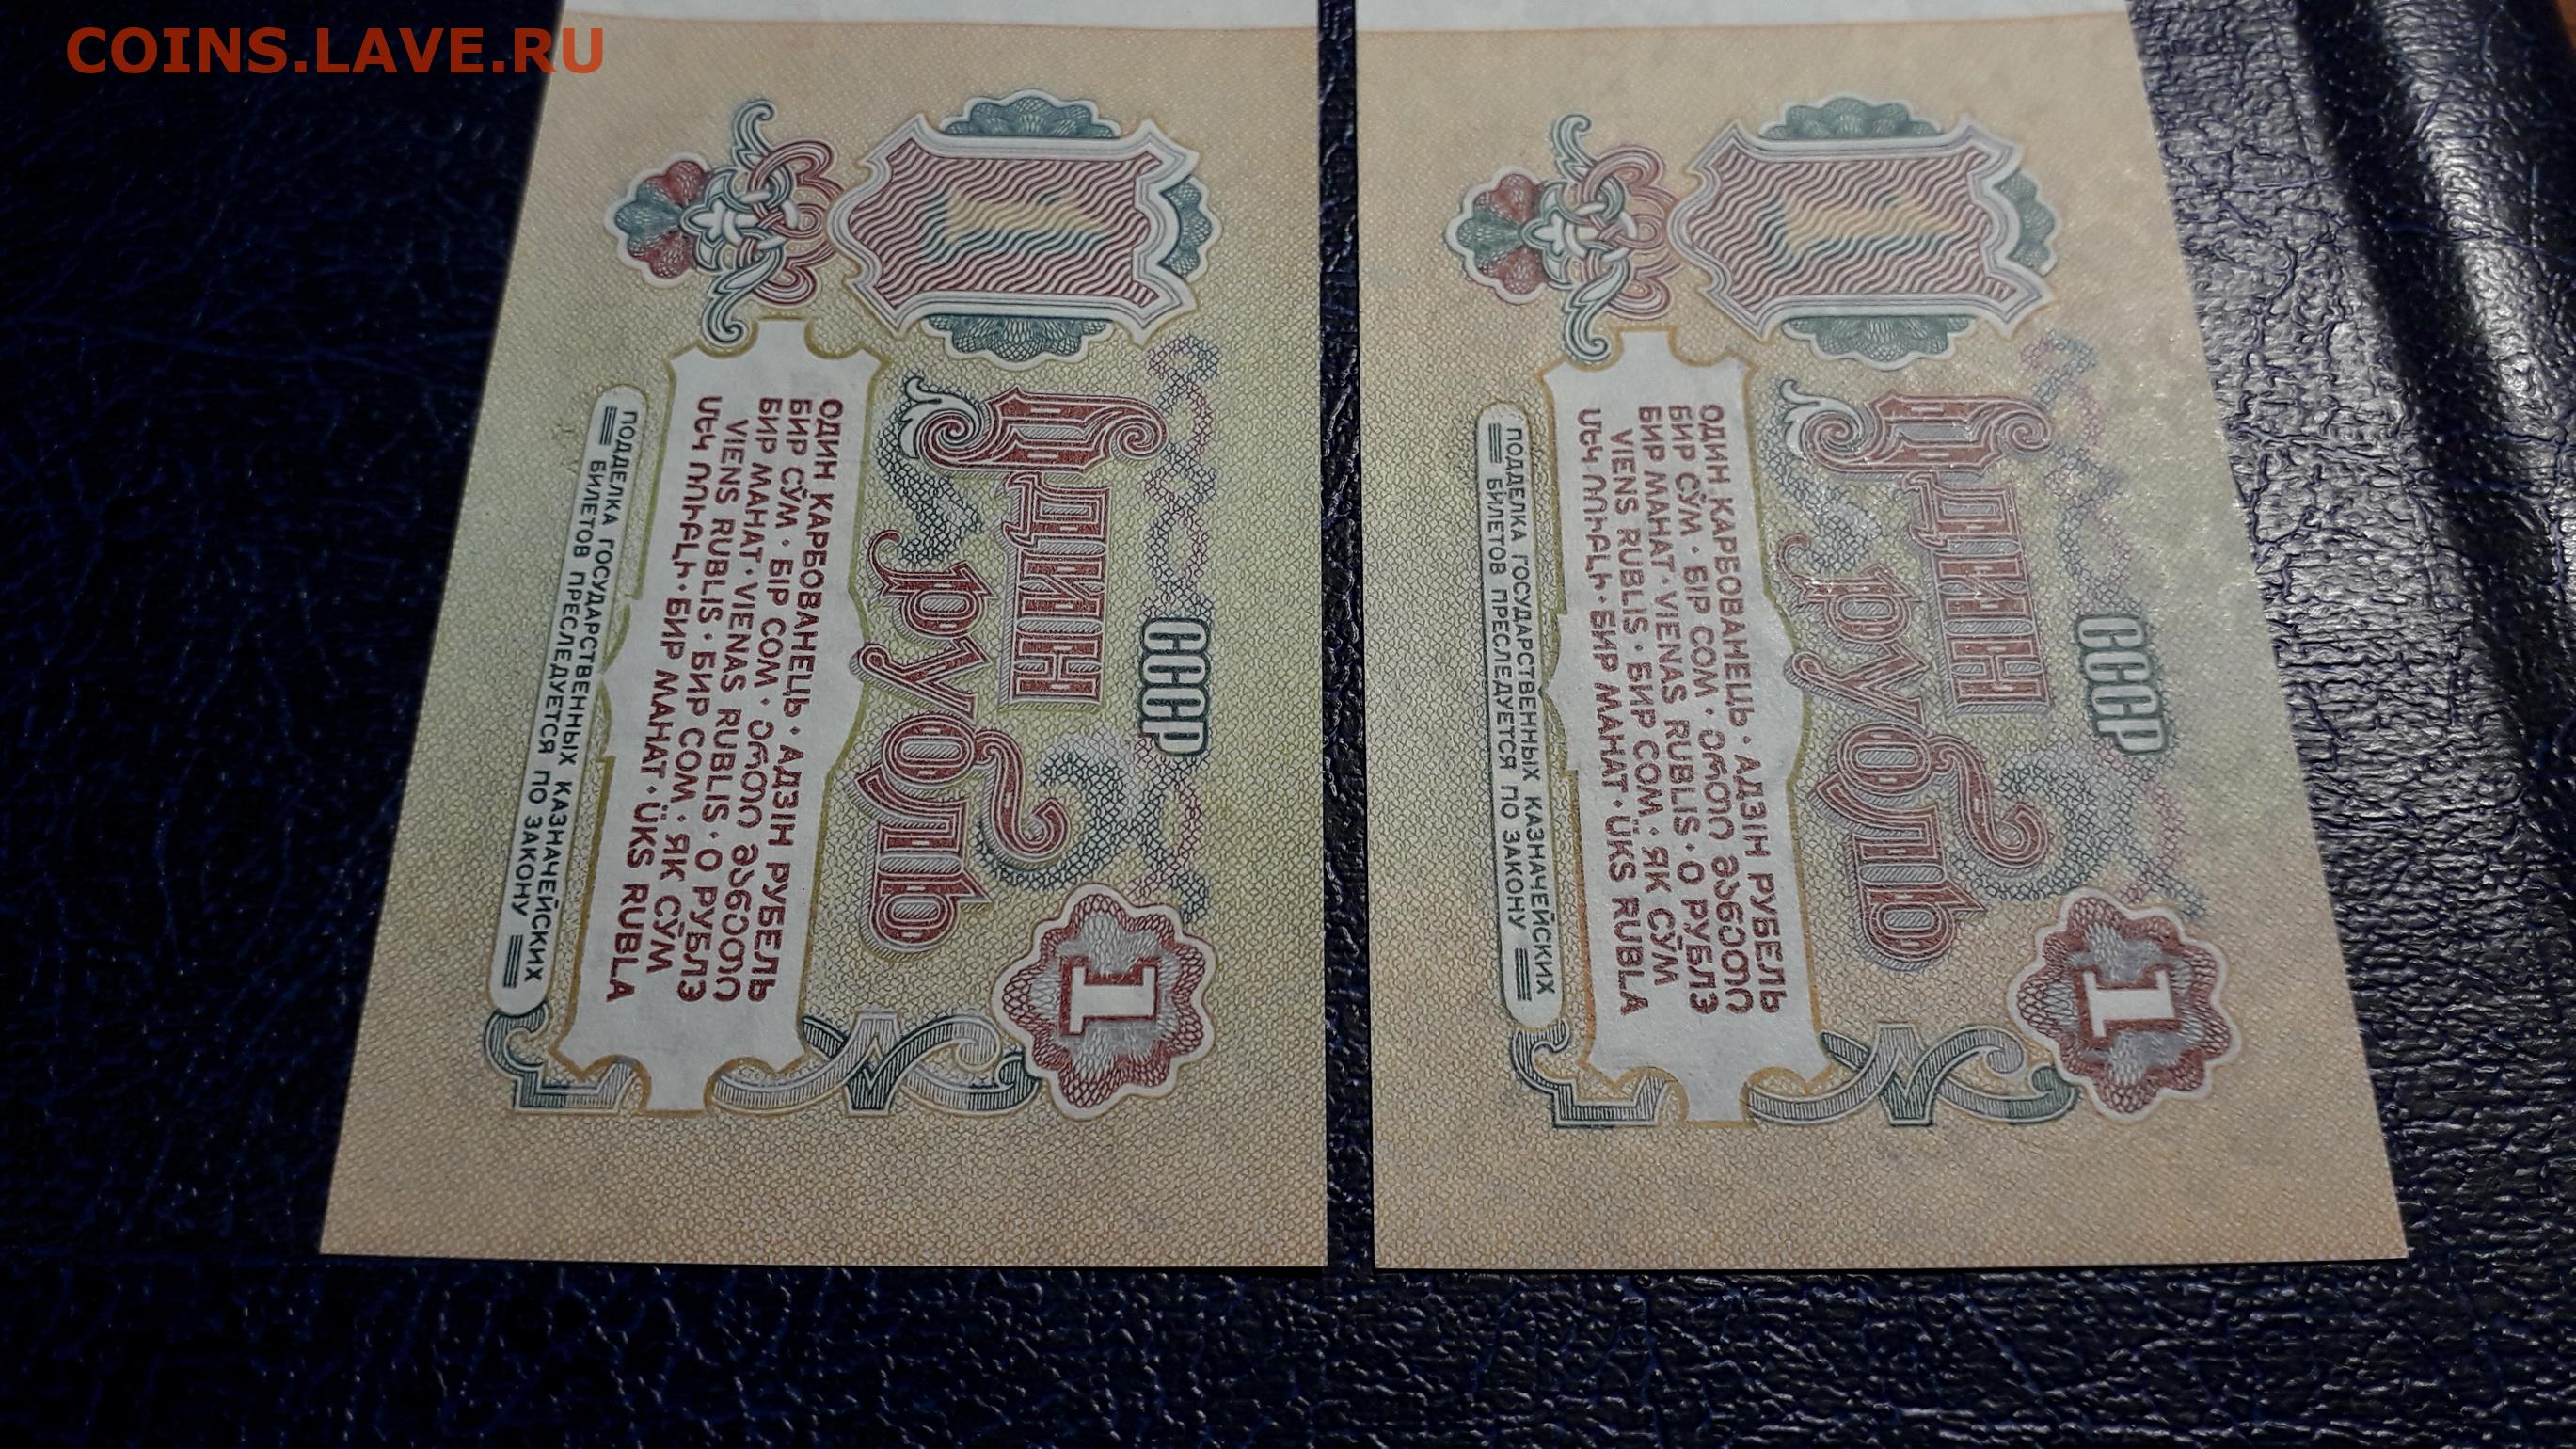 COINS.LAVE.RU
СССР
Один
рубль
1
1
ОДИН КАРБОВАНЕЦЬ · АДЗІН РУБЕЛЬ
БИР СЎМ · БІР СОМ · ᲔᲠᲗᲘ ᲛᲐᲜᲔᲗᲘ
БИР МАНАТ · VIENAS RUBLIS · О РУБЛЭ
VIENS RUBLIS · БИР СОМ · ЯК СӮМ
ՄԵԿ ՌՈՒԲԼԻ · БИР МАНАТ · ÜKS RUBLA
ПОДДЕЛКА ГОСУДАРСТВЕННЫХ КАЗНАЧЕЙСКИХ
БИЛЕТОВ ПРЕСЛЕДУЕТСЯ ПО ЗАКОНУ
СССР
Один
рубль
1
1
ОДИН КАРБОВАНЕЦЬ · АДЗІН РУБЕЛЬ
БИР СЎМ · БІР СОМ · ᲔᲠᲗᲘ ᲛᲐᲜᲔᲗᲘ
БИР МАНАТ · VIENAS RUBLIS · О РУБЛЭ
VIENS RUBLIS · БИР СОМ · ЯК СӮМ
ՄԵԿ ՌՈՒԲԼԻ · БИР МАНАТ · ÜKS RUBLA
ПОДДЕЛКА ГОСУДАРСТВЕННЫХ КАЗНАЧЕЙСКИХ
БИЛЕТОВ ПРЕСЛЕДУЕТСЯ ПО ЗАКОНУ